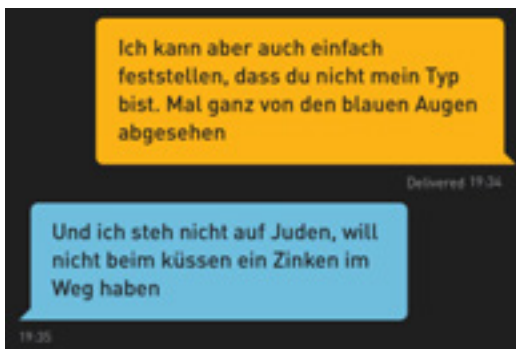 Ich kann aber auch einfach
feststellen, dass du nicht mein Typ
bist. Mal ganz von den blauen Augen
abgesehen
Delivered 19:34
Und ich steh nicht auf Juden, will
nicht beim küssen ein Zinken im
Weg haben
19:35